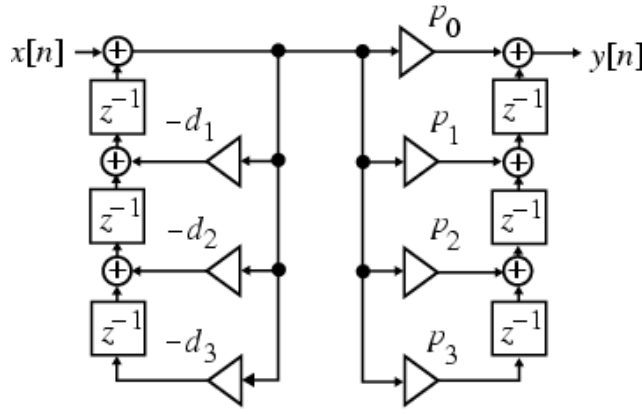 x[n] + p₀ + y[n]
z⁻¹ -d₁ p₁ z⁻¹
+ +
z⁻¹ -d₂ p₂ z⁻¹
+ +
z⁻¹ -d₃ p₃ z⁻¹